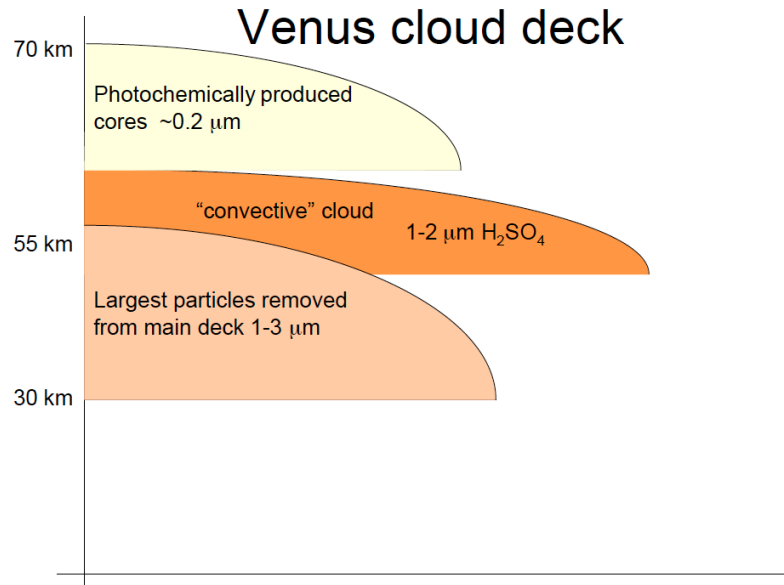 Venus cloud deck
70 km
Photochemically produced
cores ~0.2 μm
“convective” cloud
1-2 μm H₂SO₄
55 km
Largest particles removed
from main deck 1-3 μm
30 km